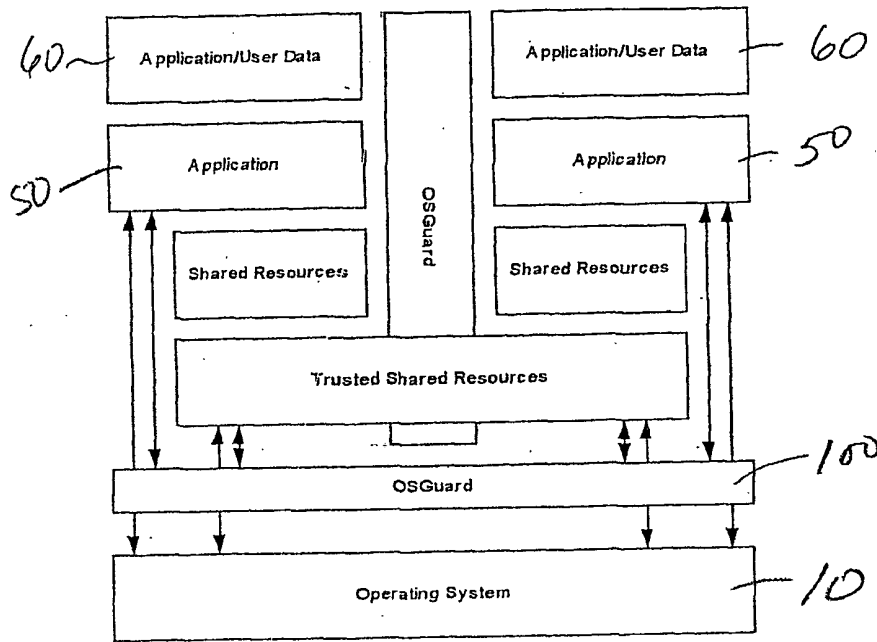 60 Application/User Data Application/User Data 60
50 Application Application 50
OSGuard
Shared Resources Shared Resources
Trusted Shared Resources
OSGuard 100
Operating System 10